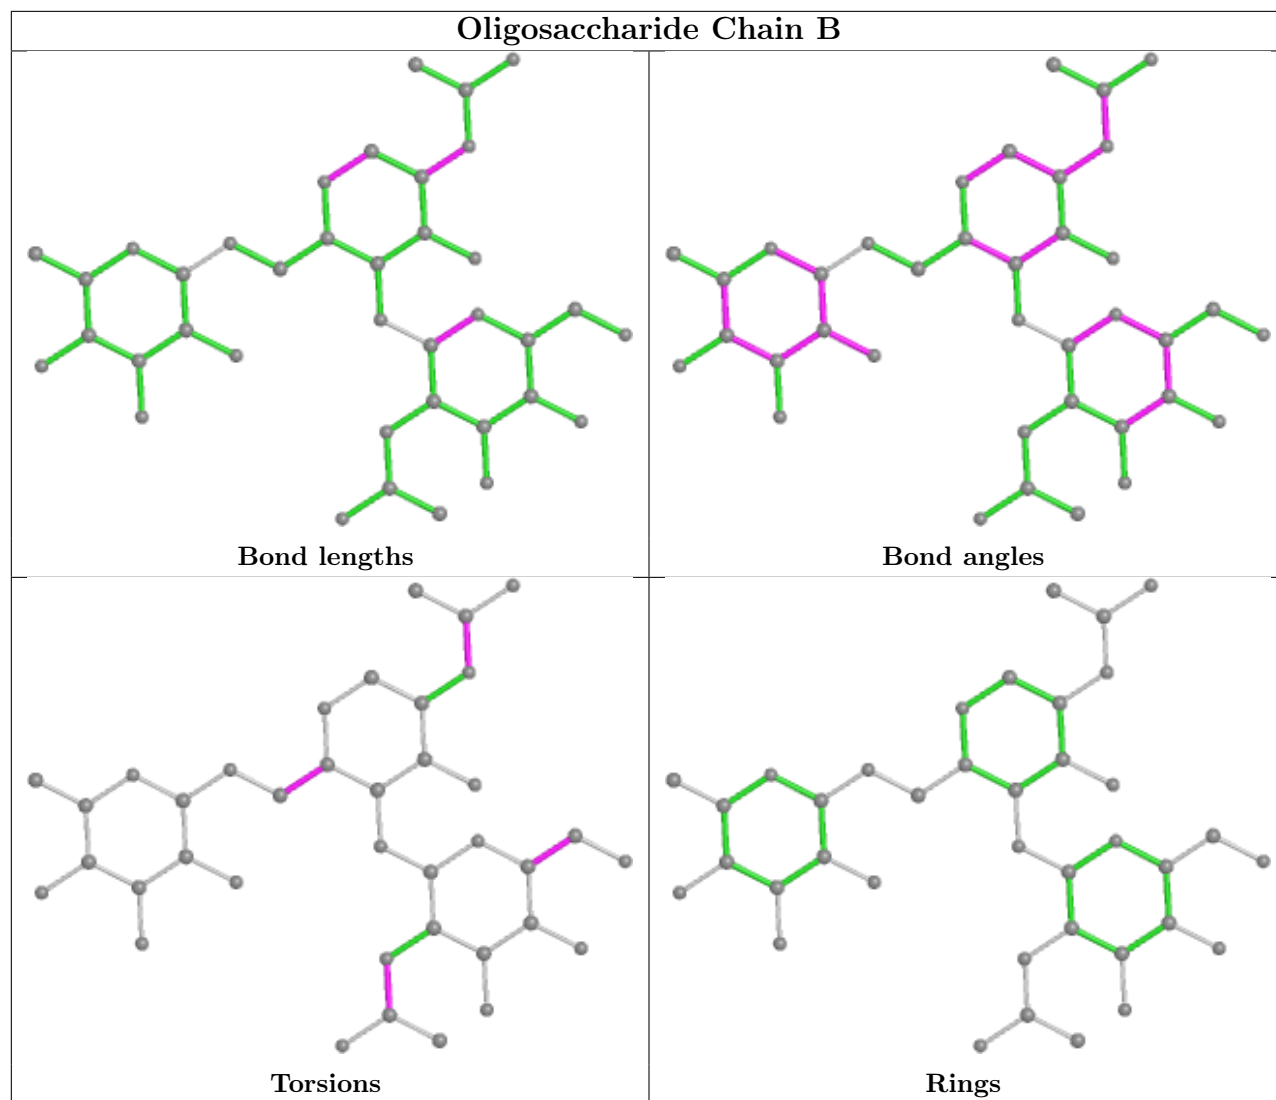 Oligosaccharide Chain B
Bond lengths
Bond angles
Torsions
Rings